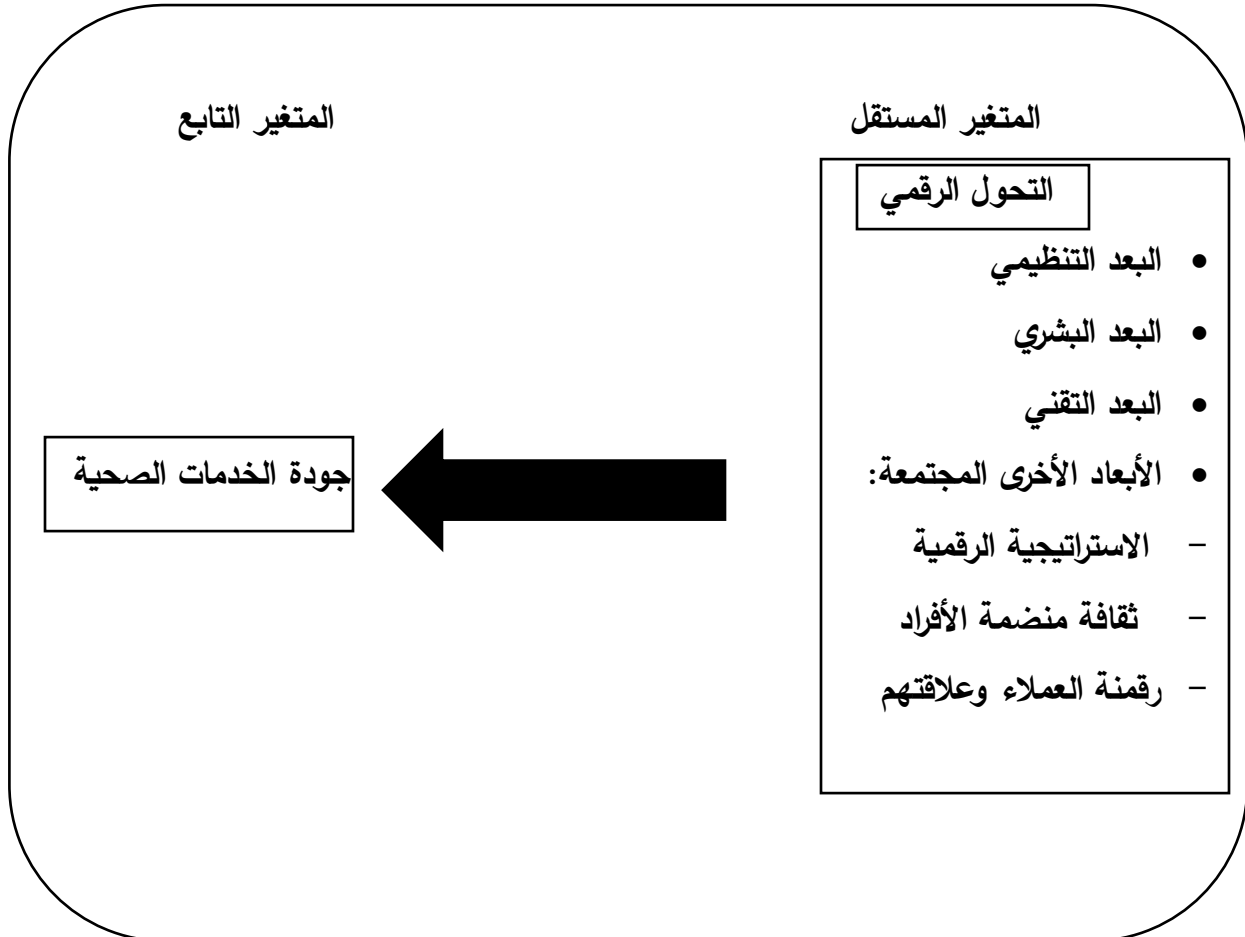 المتغير المستقل
المتغير التابع
التحول الرقمي
• البعد التنظيمي
• البعد البشري
• البعد التقني
• الأبعاد الأخرى المجتمعة:
– الاستراتيجية الرقمية
– ثقافة منضمة الأفراد
– رقمنة العملاء وعلاقتهم
جودة الخدمات الصحية